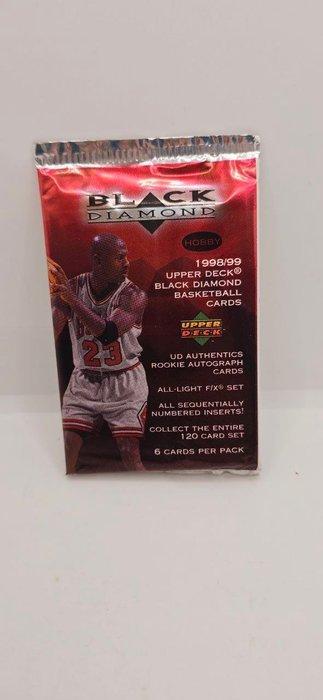 BLACK
DIAMOND
HOBBY
1998/99
UPPER DECK®
BLACK DIAMOND
BASKETBALL
CARDS
UPPER
DECK
UD AUTHENTICS
ROOKIE AUTOGRAPH
CARDS
ALL-LIGHT F/X® SET
ALL SEQUENTIALLY
NUMBERED INSERTS!
COLLECT THE ENTIRE
120 CARD SET
6 CARDS PER PACK
23